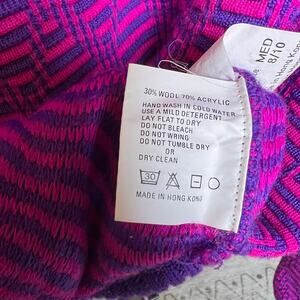 MED
8/10
30% WOOL 70% ACRYLIC
HAND WASH IN COLD WATER
USE A MILD DETERGENT
LAY FLAT TO DRY
DO NOT BLEACH
DO NOT WRING
DO NOT TUMBLE DRY
OR
DRY CLEAN
30
MADE IN HONG KONG